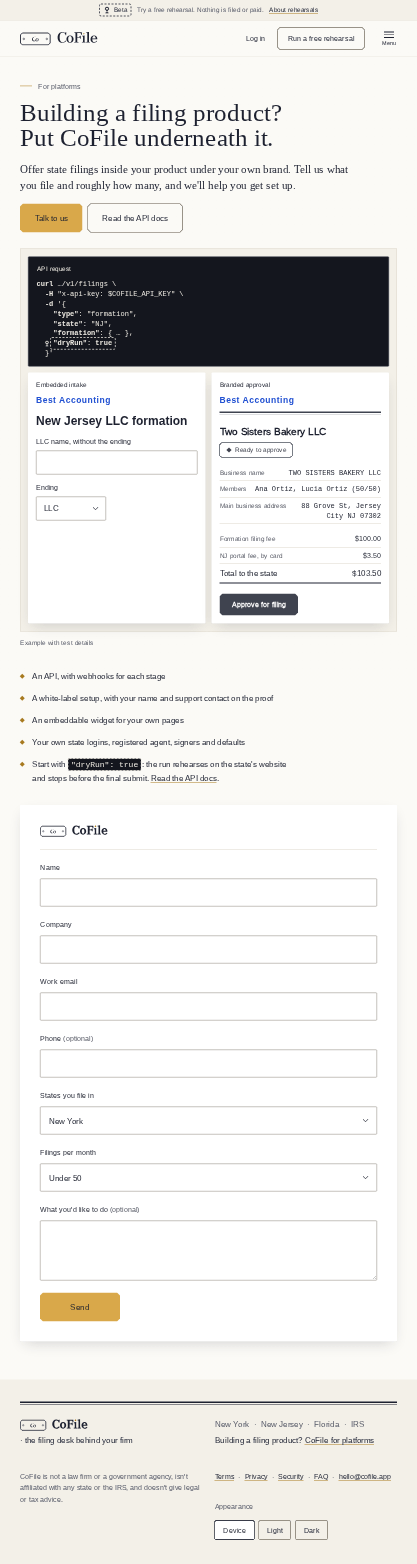 Beta Try a free rehearsal. Nothing is filed or paid. About rehearsals
Co CoFile
Log in
Run a free rehearsal
Menu
For platforms
Building a filing product?
Put CoFile underneath it.
Offer state filings inside your product under your own brand. Tell us what
you file and roughly how many, and we'll help you get set up.
Talk to us
Read the API docs
API request
curl …/v1/filings \
-H "x-api-key: $COFILE_API_KEY" \
-d '{
"type": "formation",
"state": "NJ",
"formation": { … },
"dryRun": true
}'
Embedded intake
Best Accounting
New Jersey LLC formation
LLC name, without the ending
Ending
LLC
Branded approval
Best Accounting
Two Sisters Bakery LLC
Ready to approve
Business name TWO SISTERS BAKERY LLC
Members Ana Ortiz, Lucia Ortiz (50/50)
Main business address 88 Grove St, Jersey
City NJ 07302
Formation filing fee $100.00
NJ portal fee, by card $3.50
Total to the state $103.50
Approve for filing
Example with test details
An API, with webhooks for each stage
A white-label setup, with your name and support contact on the proof
An embeddable widget for your own pages
Your own state logins, registered agent, signers and defaults
Start with "dryRun": true: the run rehearses on the state's website
and stops before the final submit. Read the API docs.
Co CoFile
Name
Company
Work email
Phone (optional)
States you file in
New York
Filings per month
Under 50
What you'd like to do (optional)
Send
Co CoFile
· the filing desk behind your firm
New York · New Jersey · Florida · IRS
Building a filing product? CoFile for platforms
CoFile is not a law firm or a government agency, isn't
affiliated with any state or the IRS, and doesn't give legal
or tax advice.
Terms · Privacy · Security · FAQ · hello@cofile.app
Appearance
Device
Light
Dark